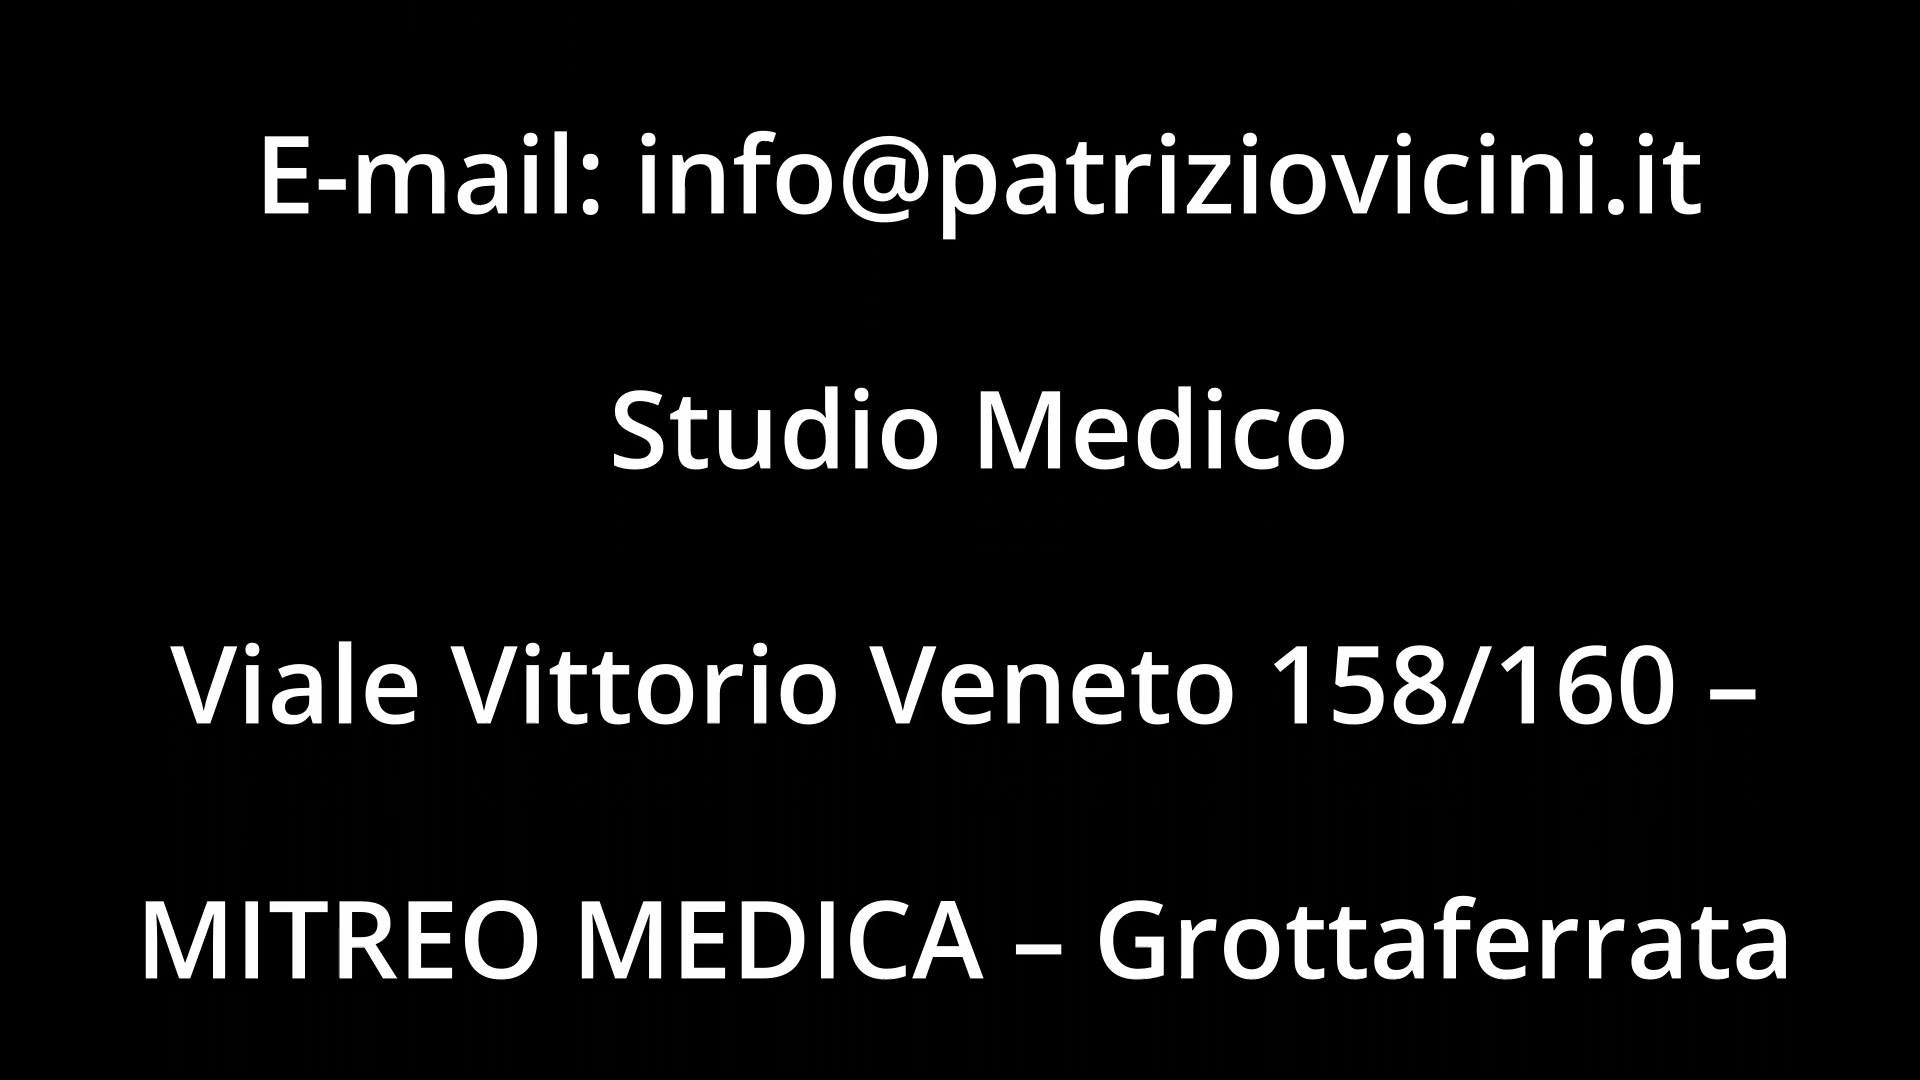 E-mail: info@patriziovicini.it
Studio Medico
Viale Vittorio Veneto 158/160 –
MITREO MEDICA – Grottaferrata